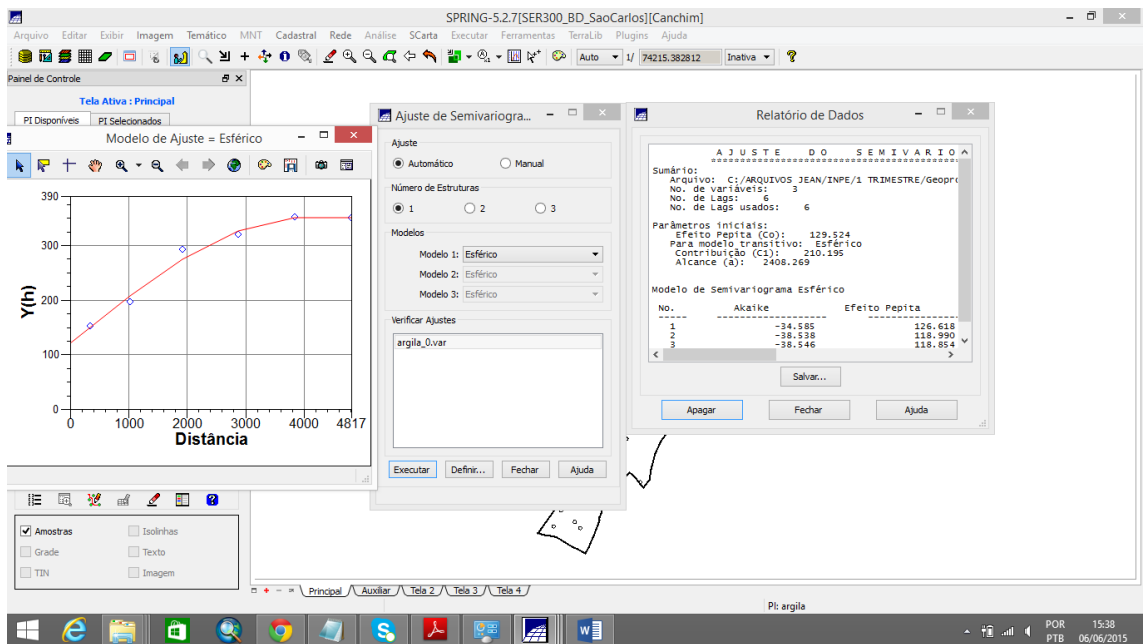 SPRING-5.2.7[SER300_BD_SaoCarlos][Canchim]
Arquivo Editar Exibir Imagem Temático MNT Cadastral Rede Análise SCarta Executar Ferramentas TerraLib Plugins Ajuda
Auto 1/ 74215.382812 Inativa
Painel de Controle
Tela Ativa : Principal
PI Disponíveis PI Selecionados
Modelo de Ajuste = Esférico
390
300
200
100
0
Y(h)
0 1000 2000 3000 4000 4817
Distância
Amostras Isolinhas
Grade Texto
TIN Imagem
Ajuste de Semivariogra...
Ajuste
Automático Manual
Número de Estruturas
1 2 3
Modelos
Modelo 1: Esférico
Modelo 2: Esférico
Modelo 3: Esférico
Verificar Ajustes
argila_0.var
Executar Definir... Fechar Ajuda
Relatório de Dados
A J U S T E D O S E M I V A R I O
Sumário:
Arquivo: C:/ARQUIVOS JEAN/INPE/1 TRIMESTRE/Geopr
No. de variáveis: 3
No. de Lags: 6
No. de Lags usados: 6
Parâmetros iniciais:
Efeito Pepita (Co): 129.524
Para modelo transitivo: Esférico
Contribuição (C1): 210.195
Alcance (a): 2408.269
Modelo de Semivariograma Esférico
No. Akaike Efeito Pepita
1 -34.585 126.618
2 -38.538 118.990
3 -38.546 118.854
Salvar...
Apagar Fechar Ajuda
Principal Auxiliar Tela 2 Tela 3 Tela 4
PI: argila
POR 15:38
PTB 06/06/2015